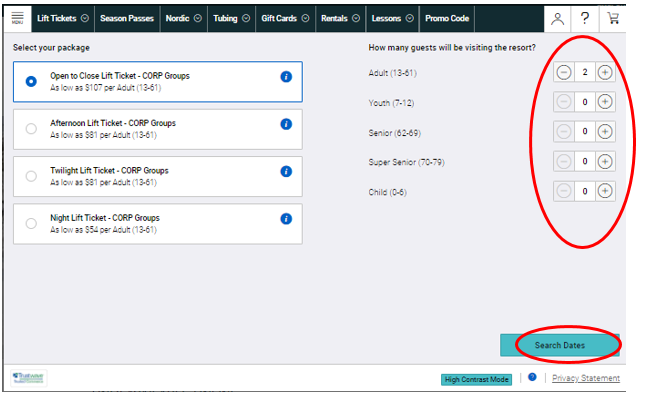 MENU
Lift Tickets
Season Passes
Nordic
Tubing
Gift Cards
Rentals
Lessons
Promo Code
?
Select your package
How many guests will be visiting the resort?
Open to Close Lift Ticket - CORP Groups
As low as $107 per Adult (13-61)
Afternoon Lift Ticket - CORP Groups
As low as $81 per Adult (13-61)
Twilight Lift Ticket - CORP Groups
As low as $81 per Adult (13-61)
Night Lift Ticket - CORP Groups
As low as $54 per Adult (13-61)
Adult (13-61)
2
Youth (7-12)
0
Senior (62-69)
0
Super Senior (70-79)
0
Child (0-6)
0
Search Dates
Trustwave
High Contrast Mode
?
Privacy Statement